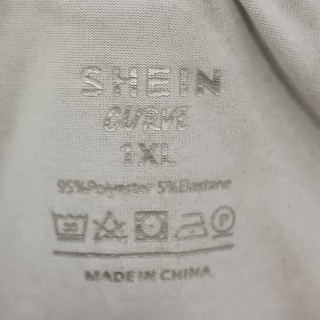 SHEIN
CURVE
1XL
95%Polyester 5%Elastane
MADE IN CHINA